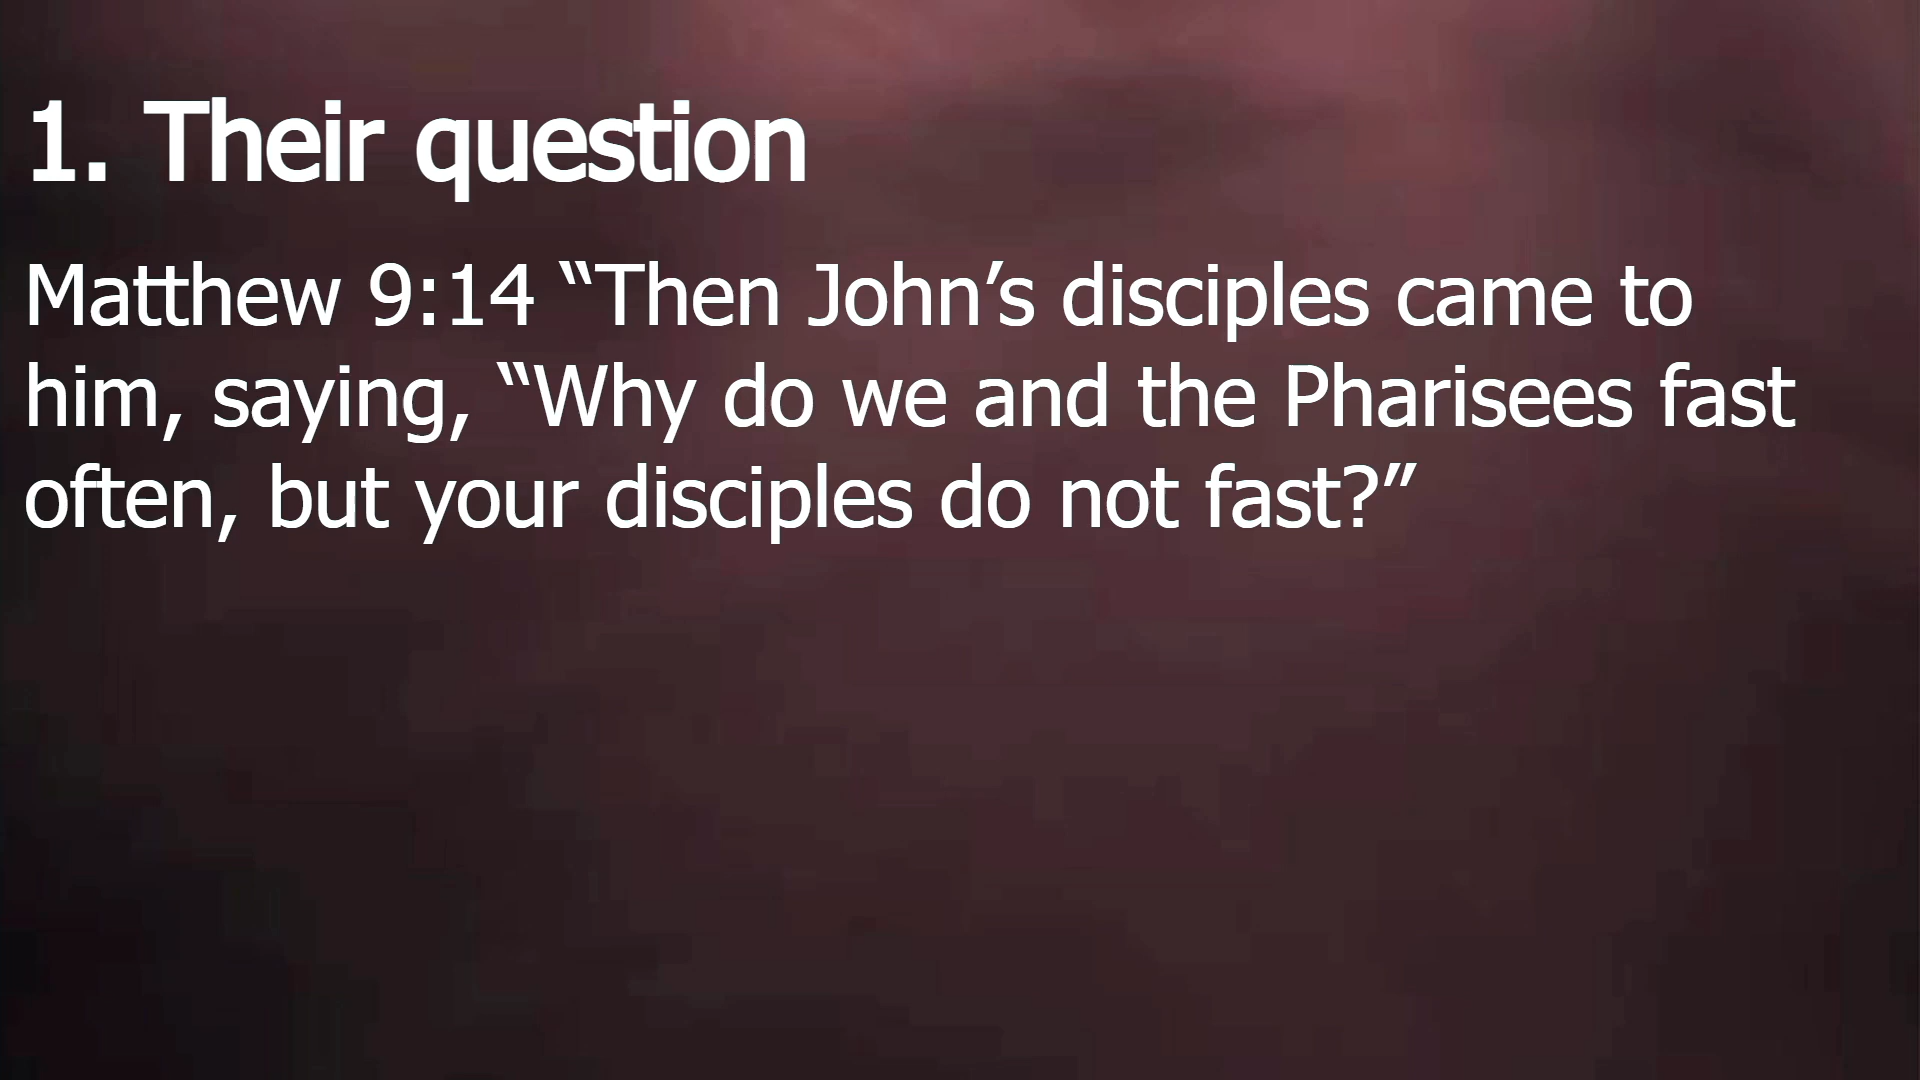 1. Their question
Matthew 9:14 “Then John’s disciples came to
him, saying, “Why do we and the Pharisees fast
often, but your disciples do not fast?”